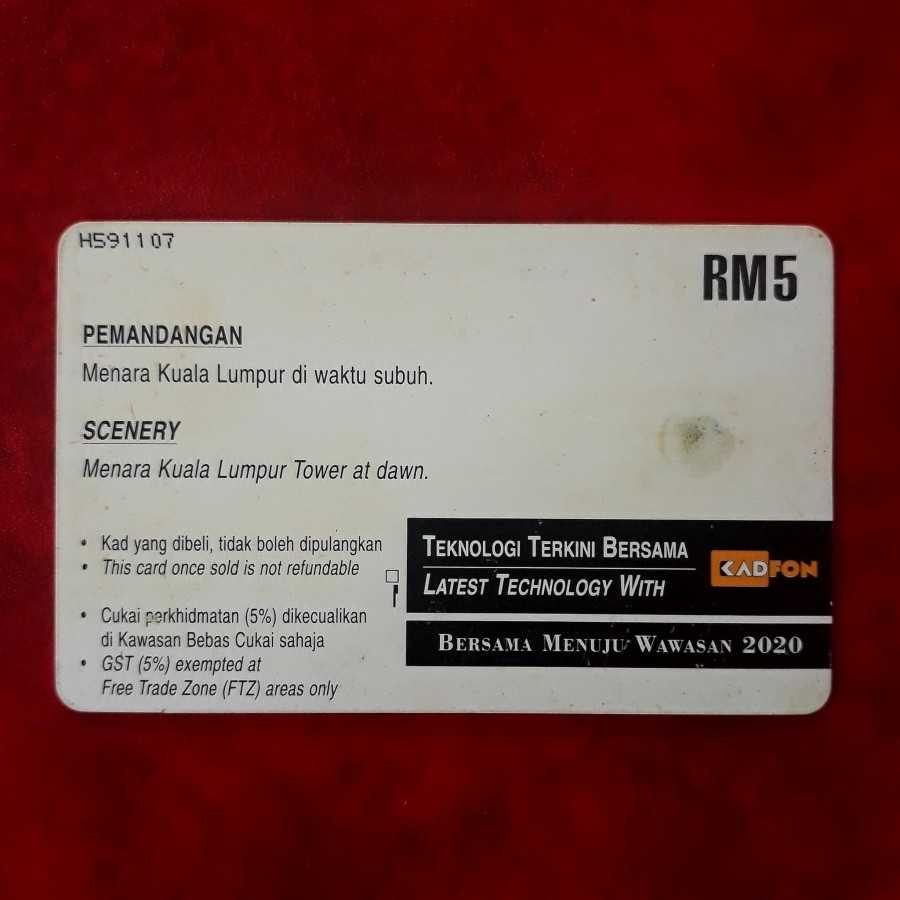 H591107
RM5
PEMANDANGAN
Menara Kuala Lumpur di waktu subuh.
SCENERY
Menara Kuala Lumpur Tower at dawn.
• Kad yang dibeli, tidak boleh dipulangkan
• This card once sold is not refundable
• Cukai perkhidmatan (5%) dikecualikan
di Kawasan Bebas Cukai sahaja
• GST (5%) exempted at
Free Trade Zone (FTZ) areas only
TEKNOLOGI TERKINI BERSAMA
LATEST TECHNOLOGY WITH
KADFON
BERSAMA MENUJU WAWASAN 2020